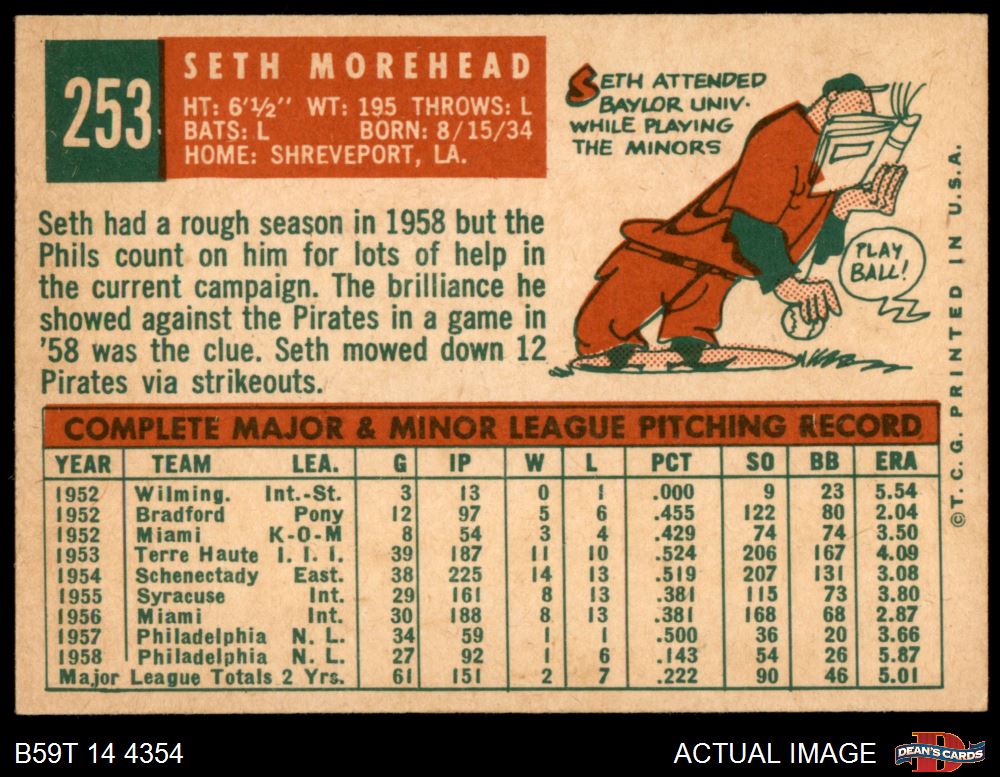 253
SETH MOREHEAD
HT: 6'½" WT: 195 THROWS: L
BATS: L BORN: 8/15/34
HOME: SHREVEPORT, LA.
SETH ATTENDED
BAYLOR UNIV.
WHILE PLAYING
THE MINORS
PLAY
BALL!
Seth had a rough season in 1958 but the
Phils count on him for lots of help in
the current campaign. The brilliance he
showed against the Pirates in a game in
'58 was the clue. Seth mowed down 12
Pirates via strikeouts.
COMPLETE MAJOR & MINOR LEAGUE PITCHING RECORD
YEAR TEAM LEA. G IP W L PCT SO BB ERA
1952 Wilming. Int.-St. 3 13 0 1 .000 9 23 5.54
1952 Bradford Pony 12 97 5 6 .455 122 80 2.04
1952 Miami K-O-M 8 54 3 4 .429 74 74 3.50
1953 Terre Haute I. I. I. 39 187 11 10 .524 206 167 4.09
1954 Schenectady East. 38 225 14 13 .519 207 131 3.08
1955 Syracuse Int. 29 161 8 13 .381 115 73 3.80
1956 Miami Int. 30 188 8 13 .381 168 68 2.87
1957 Philadelphia N. L. 34 59 1 1 .500 36 20 3.66
1958 Philadelphia N. L. 27 92 1 6 .143 54 26 5.87
Major League Totals 2 Yrs. 61 151 2 7 .222 90 46 5.01
©T. C. G. PRINTED IN U.S.A.
B59T 14 4354
ACTUAL IMAGE
D
DEAN'S CARDS